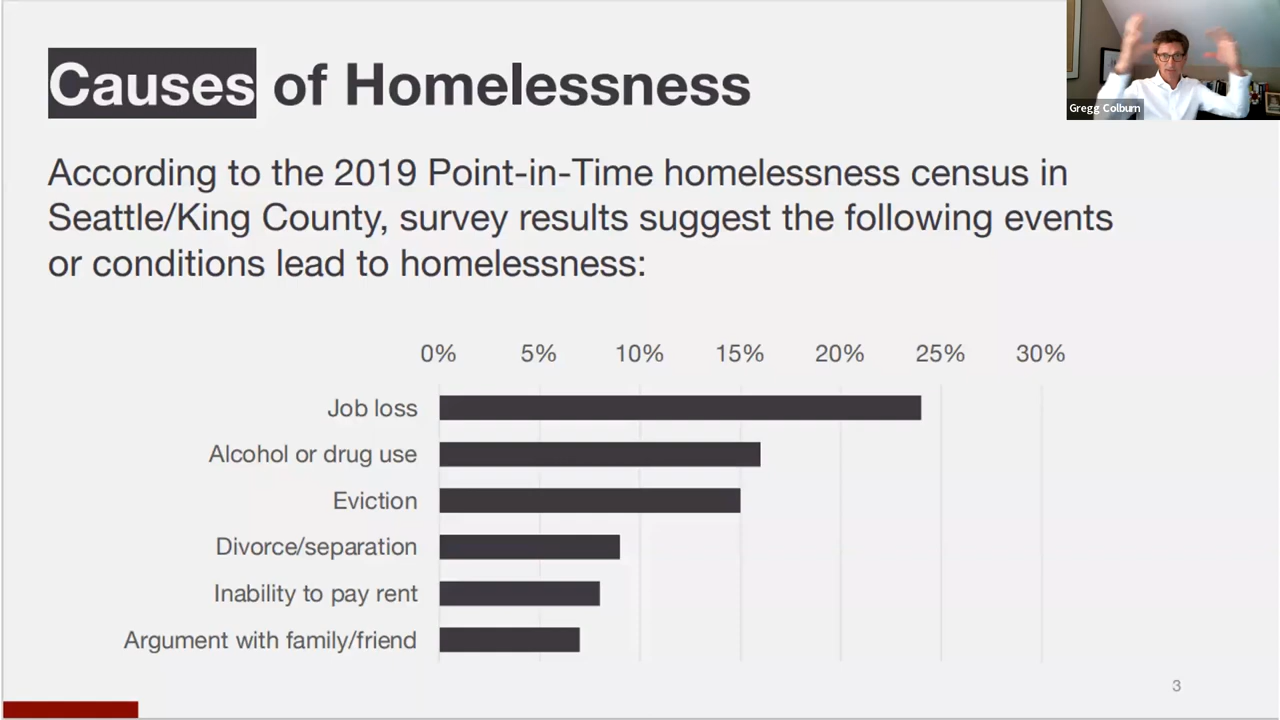 Causes of Homelessness
Gregg Colburn
According to the 2019 Point-in-Time homelessness census in
Seattle/King County, survey results suggest the following events
or conditions lead to homelessness:
0% 5% 10% 15% 20% 25% 30%
Job loss
Alcohol or drug use
Eviction
Divorce/separation
Inability to pay rent
Argument with family/friend
3